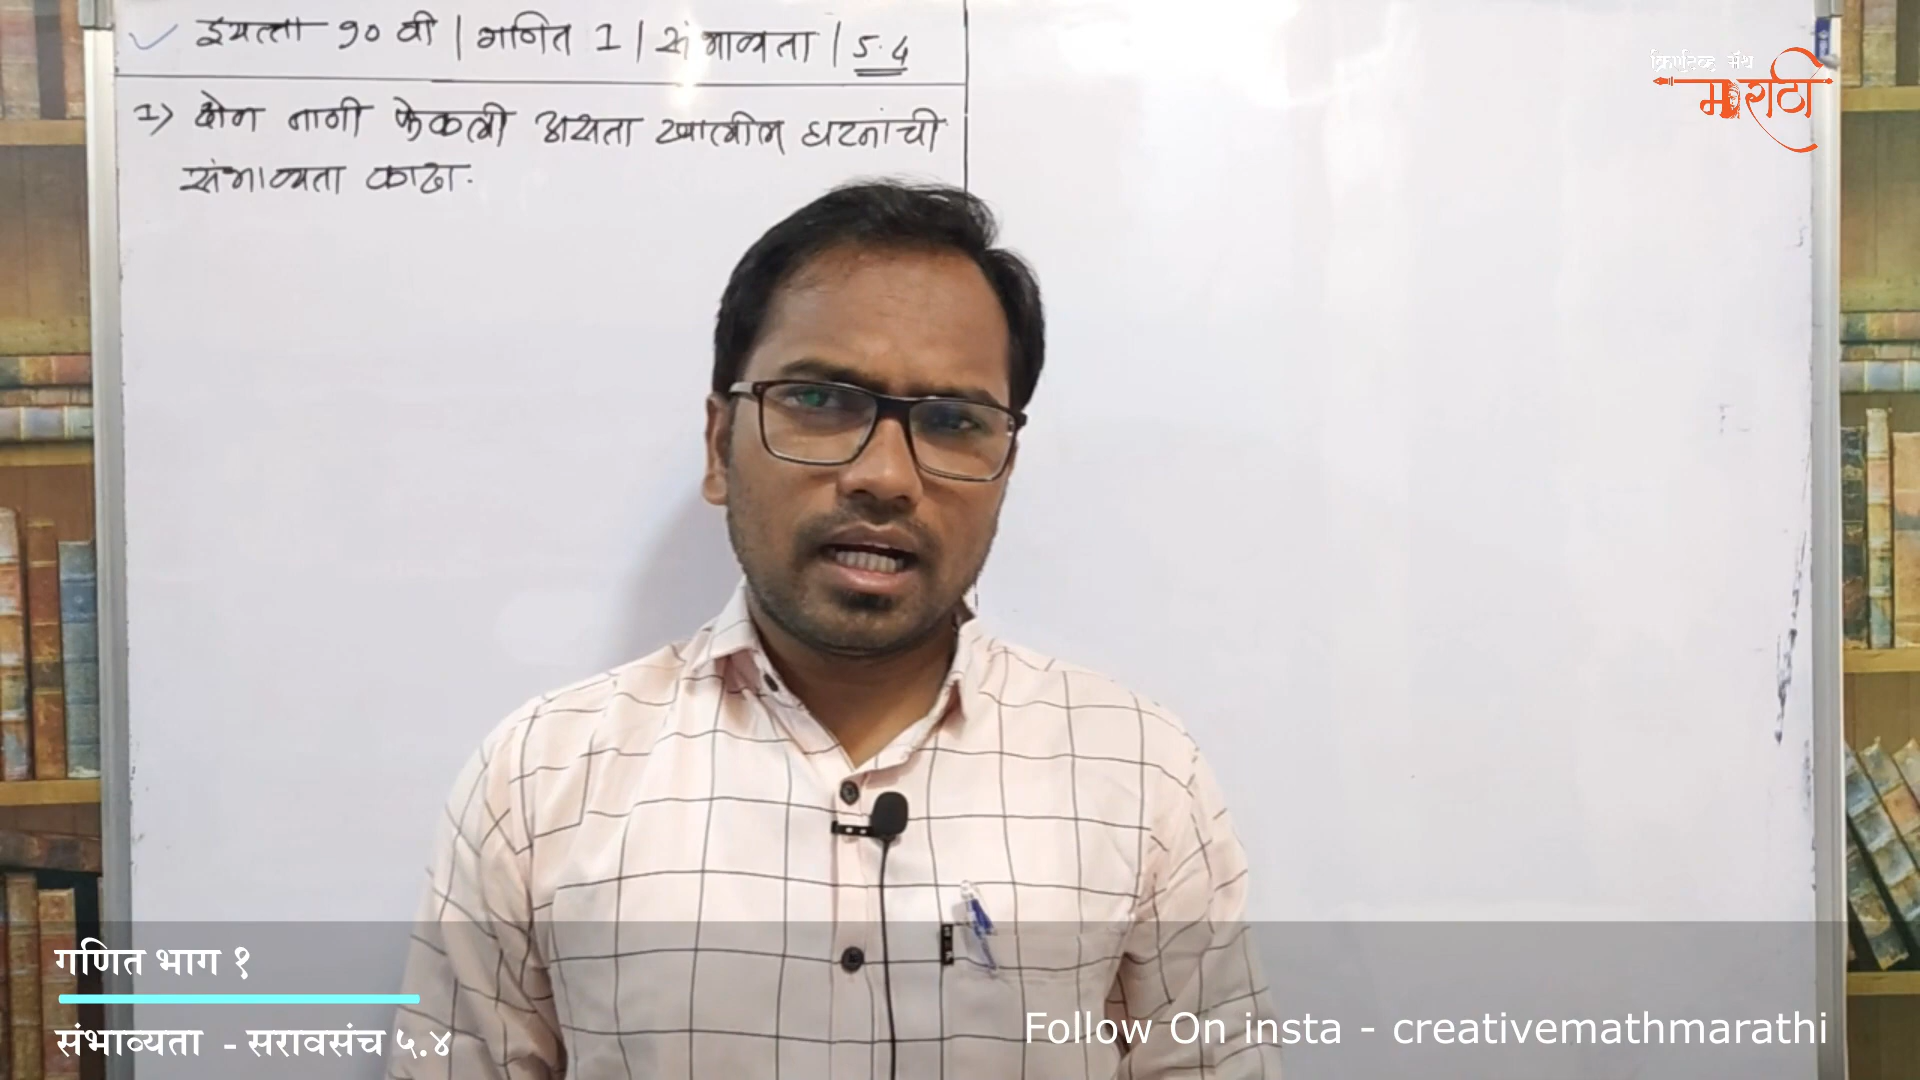 इयत्ता १० वी | गणित 1 | संभाव्यता | 5.4
1) दोन नाणी फेकली असता खालील घटनांची
संभाव्यता काढा.
क्रिएटिव्ह मॅथ
मराठी
गणित भाग १
संभाव्यता - सरावसंच ५.४
Follow On insta - creativemathmarathi